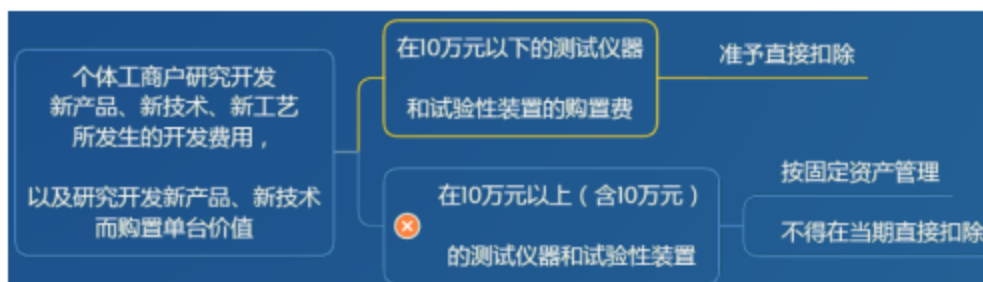 个体工商户研究开发
新产品、新技术、新工艺
所发生的开发费用，
以及研究开发新产品、新技术
而购置单台价值
在10万元以下的测试仪器
和试验性装置的购置费
准予直接扣除
在10万元以上（含10万元）
的测试仪器和试验性装置
按固定资产管理
不得在当期直接扣除